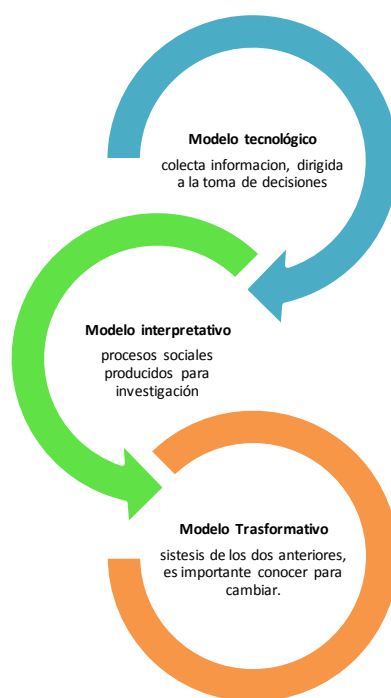 Modelo tecnológico
colecta informacion, dirigida
a la toma de decisiones
Modelo interpretativo
procesos sociales
producidos para
investigación
Modelo Trasformativo
sistesis de los dos anteriores,
es importante conocer para
cambiar.